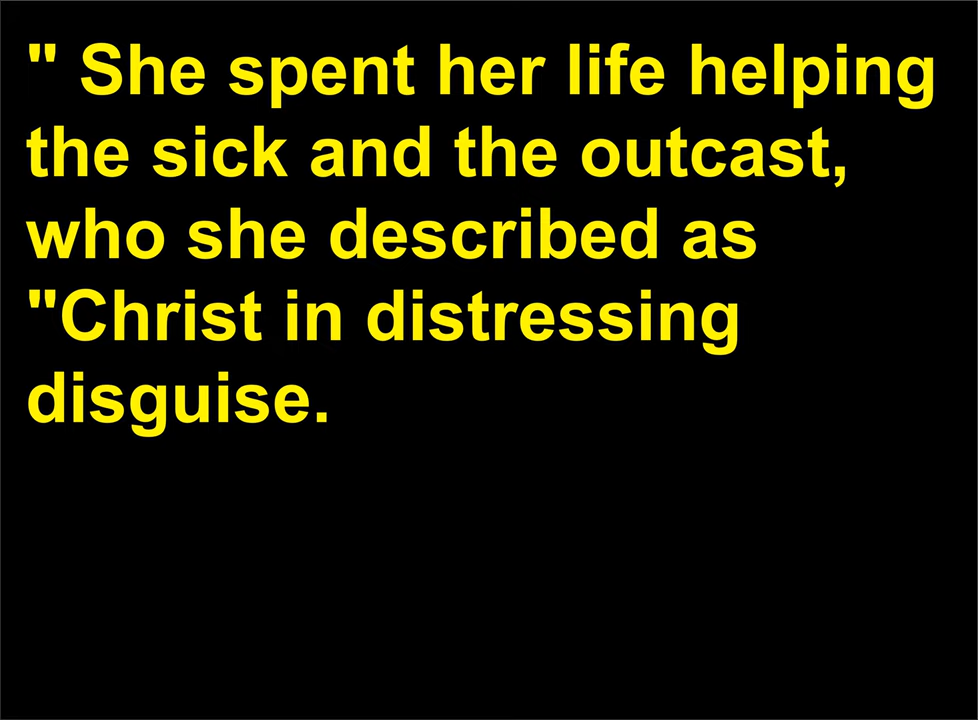 " She spent her life helping
the sick and the outcast,
who she described as
"Christ in distressing
disguise.